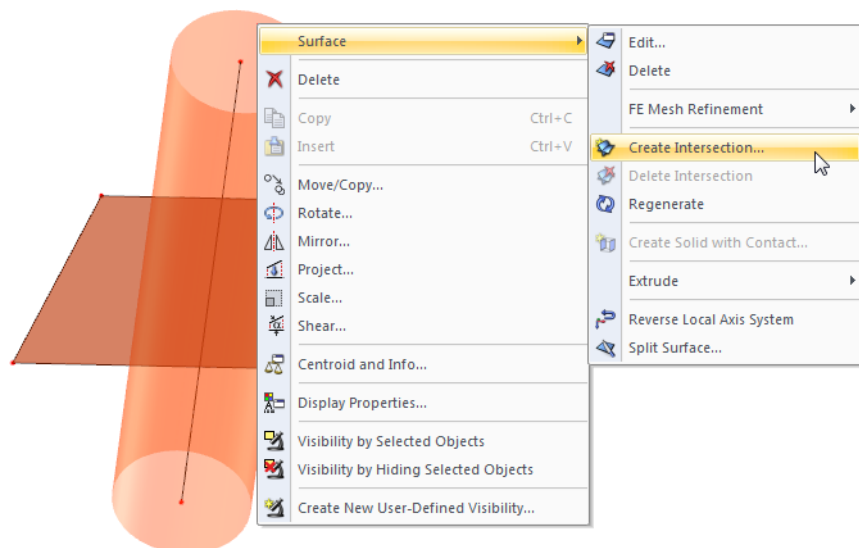 Surface
Delete
Copy Ctrl+C
Insert Ctrl+V
Move/Copy...
Rotate...
Mirror...
Project...
Scale...
Shear...
Centroid and Info...
Display Properties...
Visibility by Selected Objects
Visibility by Hiding Selected Objects
Create New User-Defined Visibility...
Edit...
Delete
FE Mesh Refinement
Create Intersection...
Delete Intersection
Regenerate
Create Solid with Contact...
Extrude
Reverse Local Axis System
Split Surface...